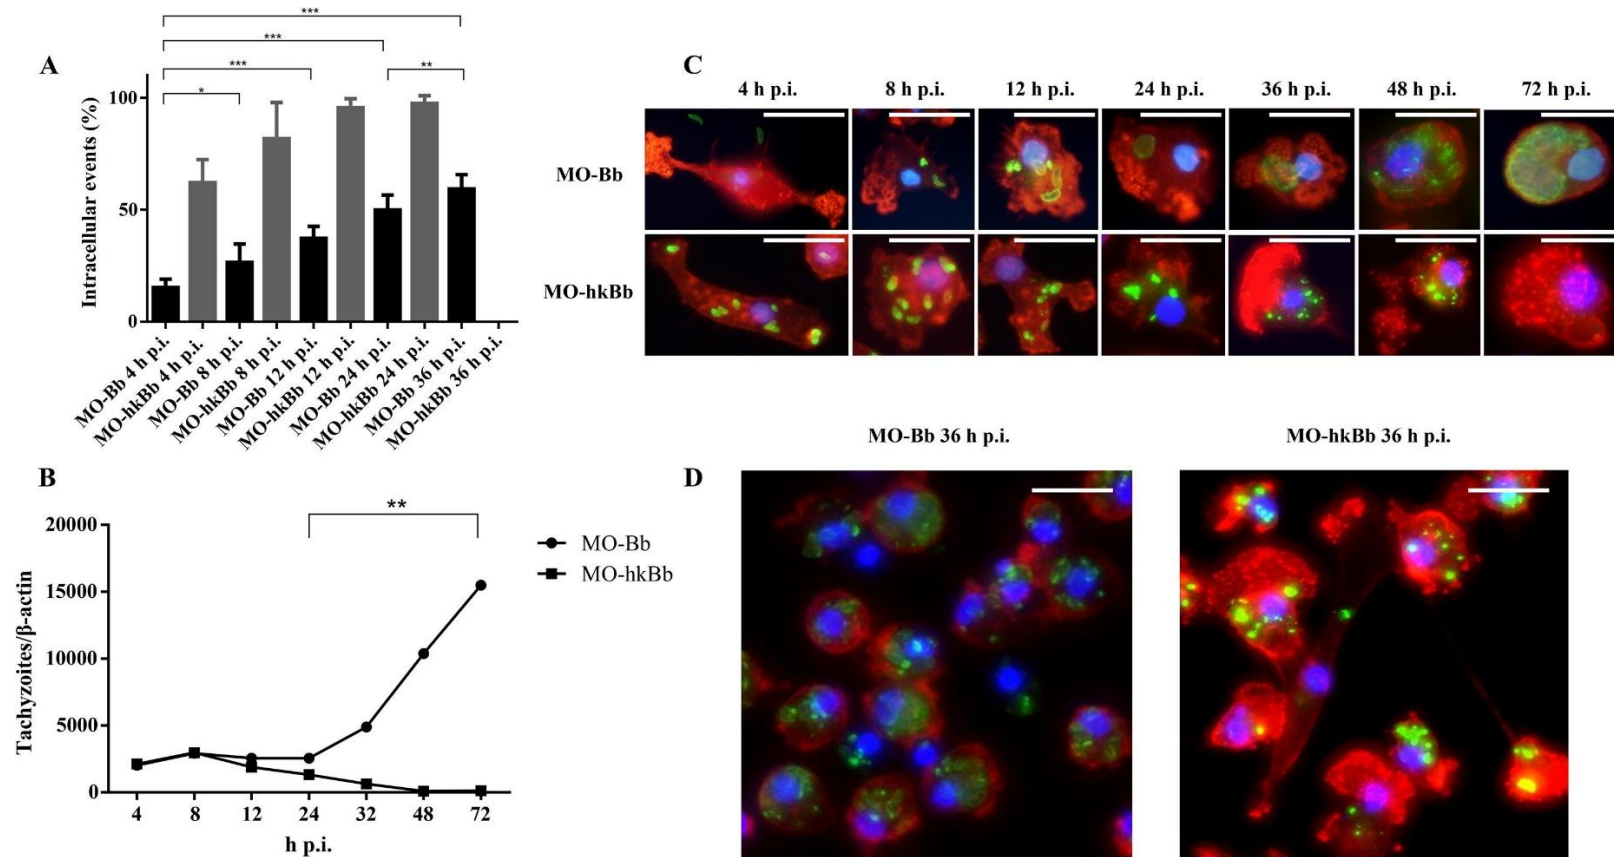 A
***
***
***
**
*
Intracellular events (%)
100
50
0
MO-Bb 4 h p.i.
MO-hkBb 4 h p.i.
MO-Bb 8 h p.i.
MO-hkBb 8 h p.i.
MO-Bb 12 h p.i.
MO-hkBb 12 h p.i.
MO-Bb 24 h p.i.
MO-hkBb 24 h p.i.
MO-Bb 36 h p.i.
MO-hkBb 36 h p.i.
B
**
Tachyzoites/β-actin
20000
15000
10000
5000
0
4 8 12 24 32 48 72
h p.i.
MO-Bb
MO-hkBb
C
4 h p.i. 8 h p.i. 12 h p.i. 24 h p.i. 36 h p.i. 48 h p.i. 72 h p.i.
MO-Bb
MO-hkBb
D
MO-Bb 36 h p.i. MO-hkBb 36 h p.i.